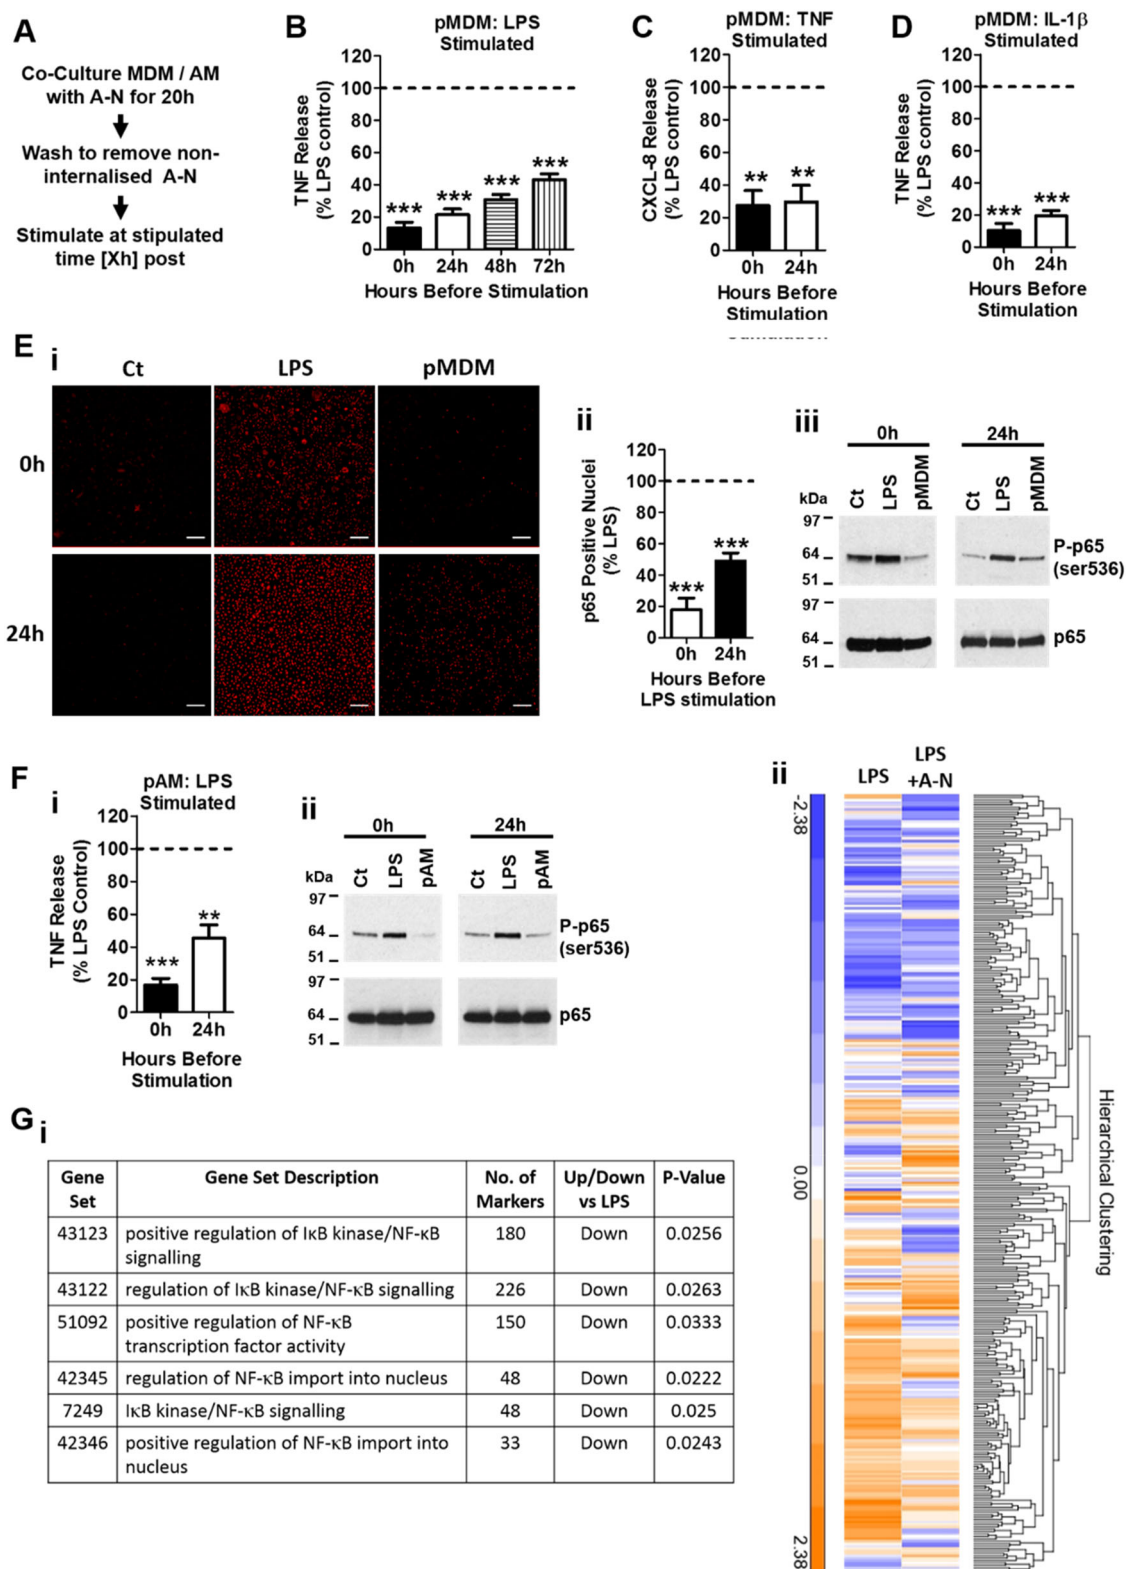 A
Co-Culture MDM / AM
with A-N for 20h
Wash to remove non-
internalised A-N
Stimulate at stipulated
time [Xh] post
B
pMDM: LPS
Stimulated
TNF Release
(% LPS control)
120
100
80
60
40
20
0
***
***
***
***
0h 24h 48h 72h
Hours Before Stimulation
C
pMDM: TNF
Stimulated
CXCL-8 Release
(% LPS control)
120
100
80
60
40
20
0
** **
0h 24h
Hours Before
Stimulation
D
pMDM: IL-1β
Stimulated
TNF Release
(% LPS control)
120
100
80
60
40
20
0
***
***
0h 24h
Hours Before
Stimulation
E
i
Ct LPS pMDM
0h
24h
ii
p65 Positive Nuclei
(% LPS)
120
100
80
60
40
20
0
***
***
0h 24h
Hours Before
LPS stimulation
iii
0h 24h
Ct LPS pMDM Ct LPS pMDM
kDa
97
64
51
P-p65
(ser536)
97
64
51
p65
F
i
pAM: LPS
Stimulated
TNF Release
(% LPS Control)
120
100
80
60
40
20
0
***
**
0h 24h
Hours Before
Stimulation
ii
0h 24h
Ct LPS pAM Ct LPS pAM
kDa
97
64
51
P-p65
(ser536)
97
64
51
p65
G
i
Gene Set Gene Set Description No. of Markers Up/Down vs LPS P-Value
43123 positive regulation of IκB kinase/NF-κB signalling 180 Down 0.0256
43122 regulation of IκB kinase/NF-κB signalling 226 Down 0.0263
51092 positive regulation of NF-κB transcription factor activity 150 Down 0.0333
42345 regulation of NF-κB import into nucleus 48 Down 0.0222
7249 IκB kinase/NF-κB signalling 48 Down 0.025
42346 positive regulation of NF-κB import into nucleus 33 Down 0.0243
ii
LPS
LPS
+A-N
-2.38
0.00
2.38
Hierarchical Clustering